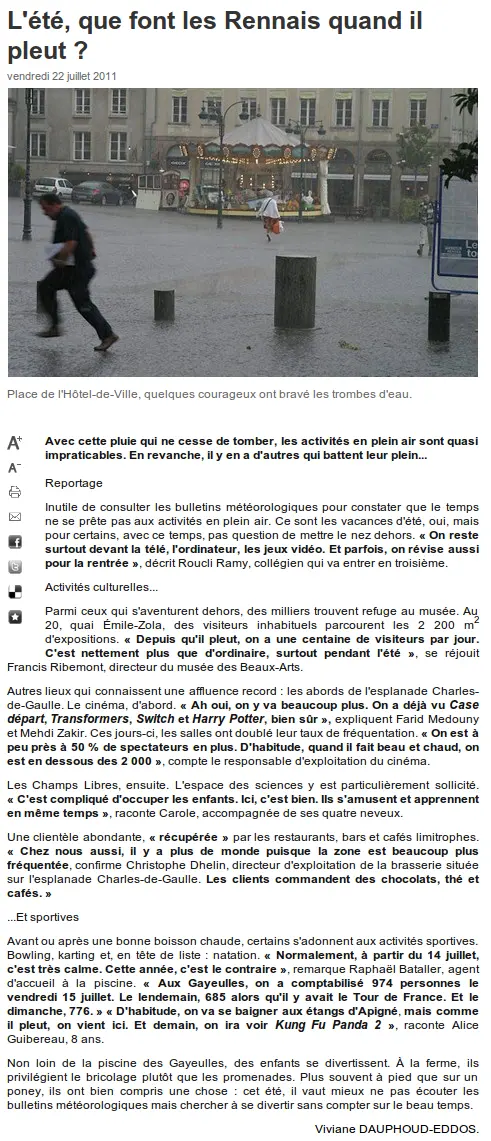 L'été, que font les Rennais quand il
pleut ?
vendredi 22 juillet 2011
Place de l'Hôtel-de-Ville, quelques courageux ont bravé les trombes d'eau.
A+
A−
Avec cette pluie qui ne cesse de tomber, les activités en plein air sont quasi
impraticables. En revanche, il y en a d'autres qui battent leur plein...
Reportage
Inutile de consulter les bulletins météorologiques pour constater que le temps
ne se prête pas aux activités en plein air. Ce sont les vacances d'été, oui, mais
pour certains, avec ce temps, pas question de mettre le nez dehors. « On reste
surtout devant la télé, l'ordinateur, les jeux vidéo. Et parfois, on révise aussi
pour la rentrée », décrit Roucli Ramy, collégien qui va entrer en troisième.
Activités culturelles...
Parmi ceux qui s'aventurent dehors, des milliers trouvent refuge au musée. Au
20, quai Émile-Zola, des visiteurs inhabituels parcourent les 2 200 m2
d'expositions. « Depuis qu'il pleut, on a une centaine de visiteurs par jour.
C'est nettement plus que d'ordinaire, surtout pendant l'été », se réjouit
Francis Ribemont, directeur du musée des Beaux-Arts.
Autres lieux qui connaissent une affluence record : les abords de l'esplanade Charles-
de-Gaulle. Le cinéma, d'abord. « Ah oui, on y va beaucoup plus. On a déjà vu Case
départ, Transformers, Switch et Harry Potter, bien sûr », expliquent Farid Medouny
et Mehdi Zakir. Ces jours-ci, les salles ont doublé leur taux de fréquentation. « On est à
peu près à 50 % de spectateurs en plus. D'habitude, quand il fait beau et chaud, on
est en dessous des 2 000 », compte le responsable d'exploitation du cinéma.
Les Champs Libres, ensuite. L'espace des sciences y est particulièrement sollicité.
« C'est compliqué d'occuper les enfants. Ici, c'est bien. Ils s'amusent et apprennent
en même temps », raconte Carole, accompagnée de ses quatre neveux.
Une clientèle abondante, « récupérée » par les restaurants, bars et cafés limitrophes.
« Chez nous aussi, il y a plus de monde puisque la zone est beaucoup plus
fréquentée, confirme Christophe Dhelin, directeur d'exploitation de la brasserie située
sur l'esplanade Charles-de-Gaulle. Les clients commandent des chocolats, thé et
cafés. »
...Et sportives
Avant ou après une bonne boisson chaude, certains s'adonnent aux activités sportives.
Bowling, karting et, en tête de liste : natation. « Normalement, à partir du 14 juillet,
c'est très calme. Cette année, c'est le contraire », remarque Raphaël Bataller, agent
d'accueil à la piscine. « Aux Gayeulles, on a comptabilisé 974 personnes le
vendredi 15 juillet. Le lendemain, 685 alors qu'il y avait le Tour de France. Et le
dimanche, 776. » « D'habitude, on va se baigner aux étangs d'Apigné, mais comme
il pleut, on vient ici. Et demain, on ira voir Kung Fu Panda 2 », raconte Alice
Guibereau, 8 ans.
Non loin de la piscine des Gayeulles, des enfants se divertissent. À la ferme, ils
privilégient le bricolage plutôt que les promenades. Plus souvent à pied que sur un
poney, ils ont bien compris une chose : cet été, il vaut mieux ne pas écouter les
bulletins météorologiques mais chercher à se divertir sans compter sur le beau temps.
Viviane DAUPHOUD-EDDOS.